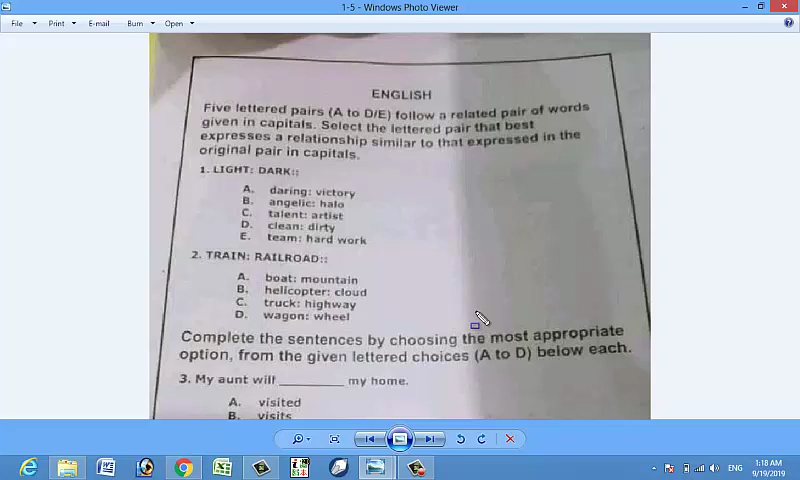 1-5 - Windows Photo Viewer
File Print E-mail Burn Open
ENGLISH
Five lettered pairs (A to D/E) follow a related pair of words
given in capitals. Select the lettered pair that best
expresses a relationship similar to that expressed in the
original pair in capitals.
1. LIGHT: DARK::
A. daring: victory
B. angelic: halo
C. talent: artist
D. clean: dirty
E. team: hard work
2. TRAIN: RAILROAD::
A. boat: mountain
B. helicopter: cloud
C. truck: highway
D. wagon: wheel
Complete the sentences by choosing the most appropriate
option, from the given lettered choices (A to D) below each.
3. My aunt will ________ my home.
A. visited
B. visits
ENG
1:18 AM
9/19/2019